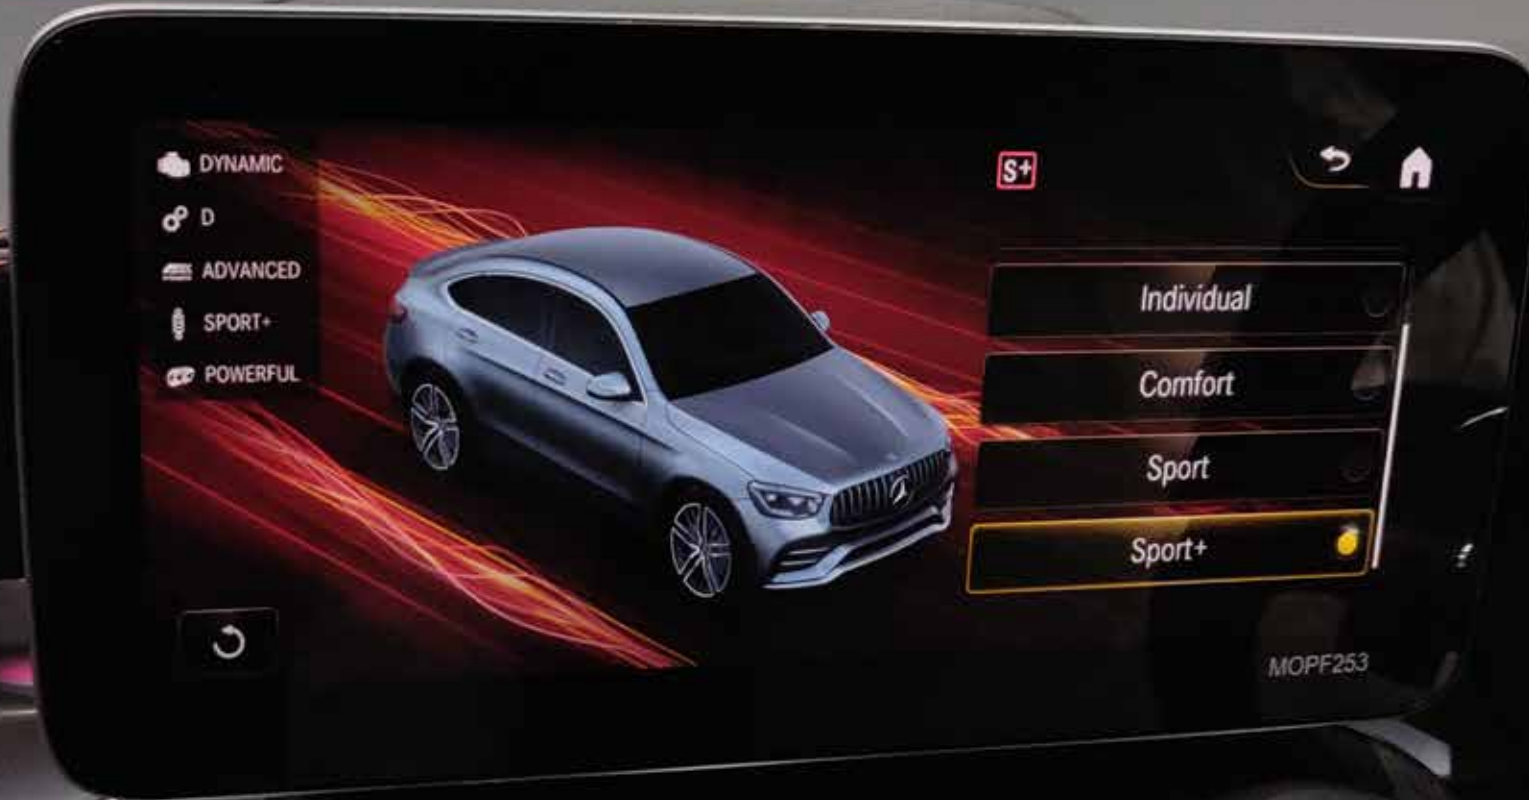 DYNAMIC
D
ADVANCED
SPORT+
POWERFUL
S+
Individual
Comfort
Sport
Sport+
MOPF253